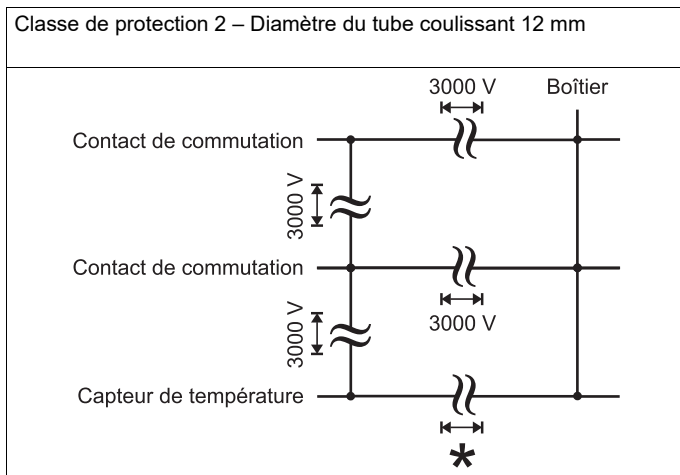 Classe de protection 2 – Diamètre du tube coulissant 12 mm
3000 V
Boîtier
Contact de commutation
3000 V
Contact de commutation
3000 V
3000 V
Capteur de température
*